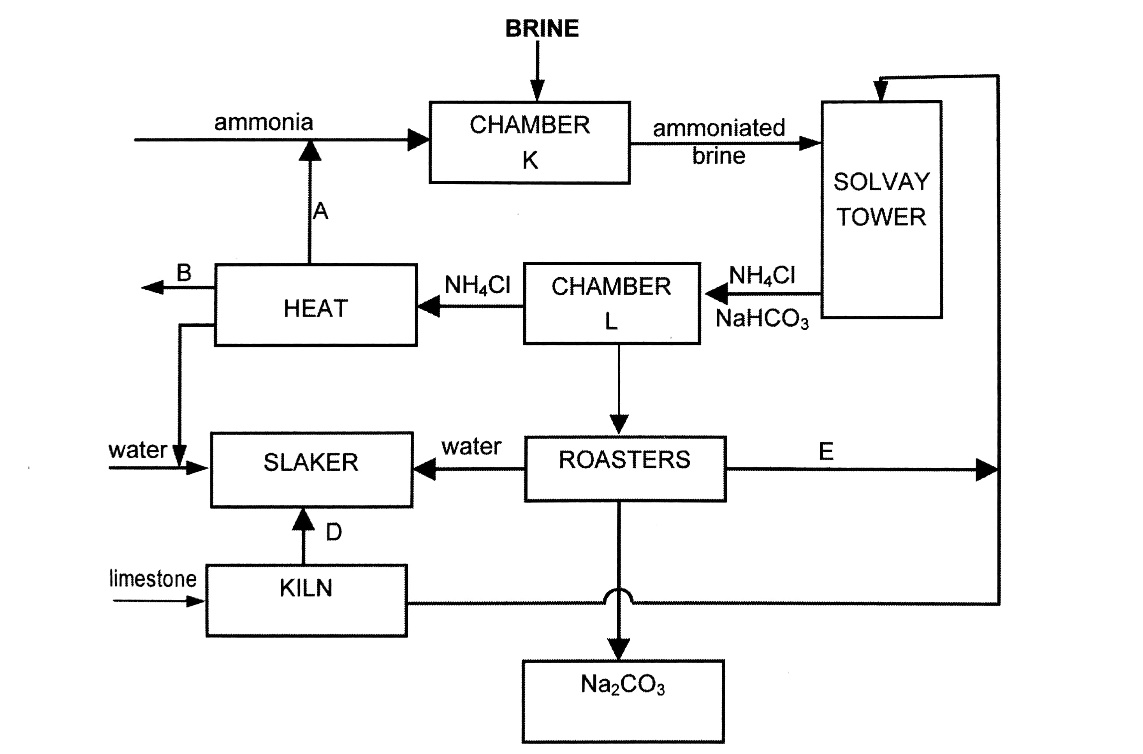 BRINE
ammonia
CHAMBER
K
ammoniated
brine
SOLVAY
TOWER
A
B
HEAT
NH₄Cl
CHAMBER
L
NH₄Cl
NaHCO₃
water
SLAKER
water
ROASTERS
E
D
limestone
KILN
Na₂CO₃